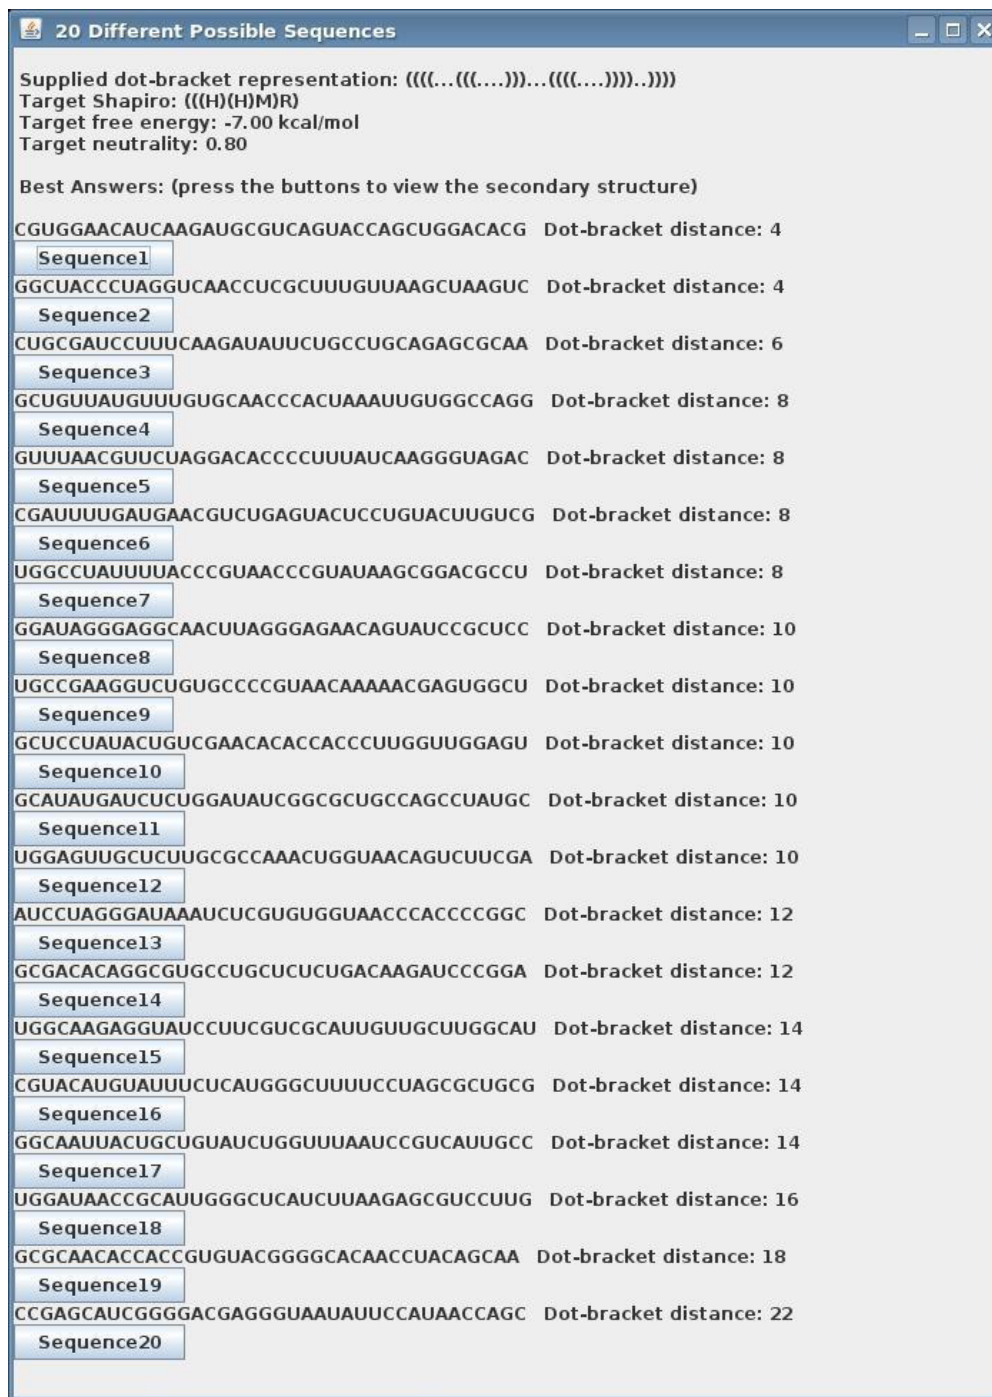 20 Different Possible Sequences
Supplied dot-bracket representation: ((((...(((....)))...((((....))))..))))
Target Shapiro: (((H)(H)M)R)
Target free energy: -7.00 kcal/mol
Target neutrality: 0.80
Best Answers: (press the buttons to view the secondary structure)
CGUGGAACAUCAAGAUGCGUCAGUACCAGCUGGACACG Dot-bracket distance: 4
Sequence1
GGCUACCCUAGGUCAACCUCGCUUUGUUAAGCUAAGUC Dot-bracket distance: 4
Sequence2
CUGCGAUCCUUUCAAGAUAUUCUGCCUGCAGAGCGCAA Dot-bracket distance: 6
Sequence3
GCUGUUAUGUUUGUGCAACCCACUAAAUUGUGGCCAGG Dot-bracket distance: 8
Sequence4
GUUUAACGUUCUAGGACACCCCUUUAUCAAGGGUAGAC Dot-bracket distance: 8
Sequence5
CGAUUUUGAUGAACGUCUGAGUACUCCUGUACUUGUCG Dot-bracket distance: 8
Sequence6
UGGCCUAUUUUACCCGUAACCCGUAUAAGCGGACGCCU Dot-bracket distance: 8
Sequence7
GGAUAGGGAGGCAACUUAGGGAGAACAGUAUCCGCUCC Dot-bracket distance: 10
Sequence8
UGCCGAAGGUCUGUGCCCCGUAACAAAAACGAGUGGCU Dot-bracket distance: 10
Sequence9
GCUCCUAUACUGUCGAACACACCACCCUUGGUUGGAGU Dot-bracket distance: 10
Sequence10
GCAUAUGAUCUCUGGAUAUCGGCGCUGCCAGCCUAUGC Dot-bracket distance: 10
Sequence11
UGGAGUUGCUCUUGCGCCAAACUGGUAACAGUCUUCGA Dot-bracket distance: 10
Sequence12
AUCCUAGGGAUAAAUCUCGUGUGGUAACCCACCCCGGC Dot-bracket distance: 12
Sequence13
GCGACACAGGCGUGCCUGCUCUCUGACAAGAUCCCGGA Dot-bracket distance: 12
Sequence14
UGGCAAGAGGUAUCCUUCGUCGCAUUGUUGCUUGGCAU Dot-bracket distance: 14
Sequence15
CGUACAUGUAUUUCUCAUGGGCUUUUCCUAGCGCUGCG Dot-bracket distance: 14
Sequence16
GGCAAUUACUGCUGUAUCUGGUUUAAUCCGUCAUUGCC Dot-bracket distance: 14
Sequence17
UGGAUAACCGCAUUGGGCUCAUCUUAAGAGCGUCCUUG Dot-bracket distance: 16
Sequence18
GCGCAACACCACCGUGUACGGGGCACAACCUACAGCAA Dot-bracket distance: 18
Sequence19
CCGAGCAUCGGGGACGAGGGUAAUAUUCCAUAACCAGC Dot-bracket distance: 22
Sequence20